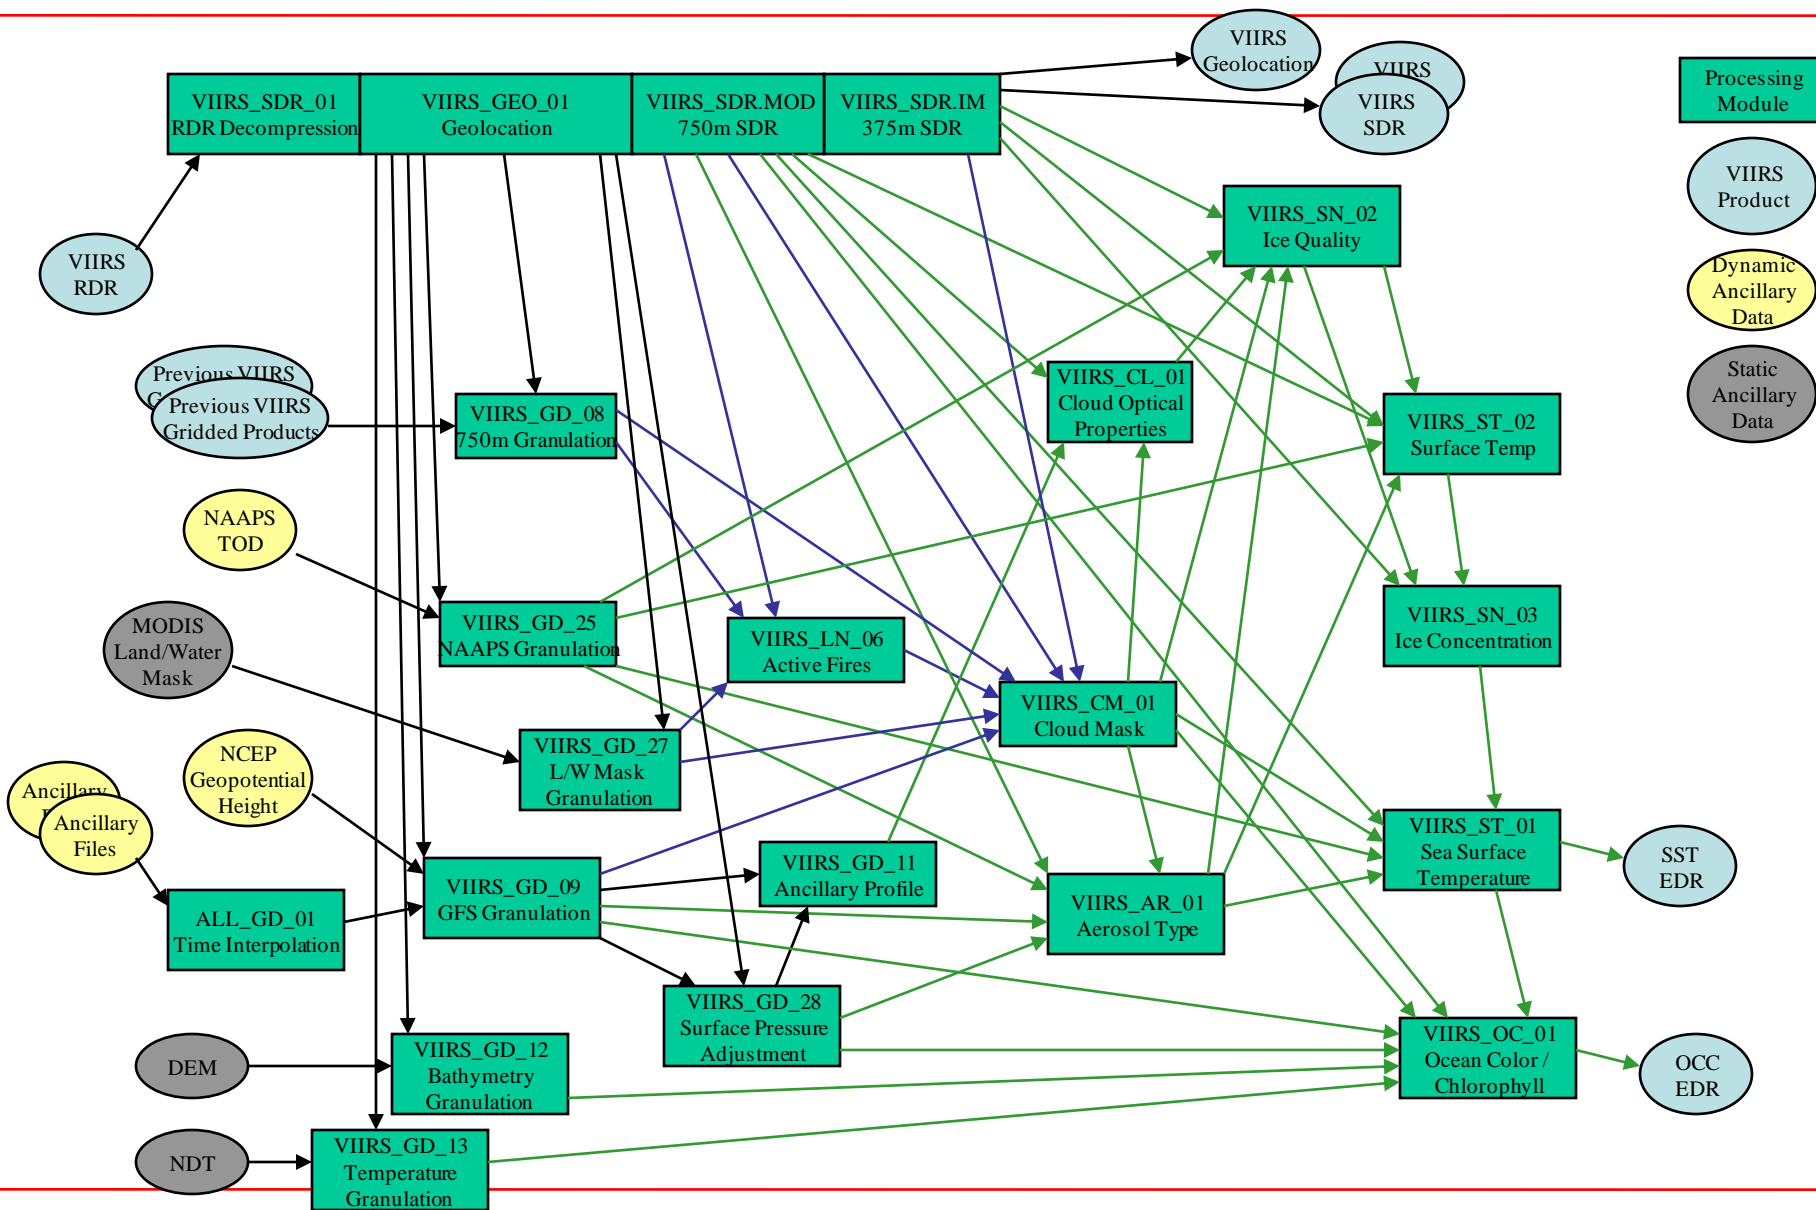 VIIRS
Geolocation
VIIRS
VIIRS
SDR
VIIRS_SDR_01
RDR Decompression
VIIRS_GEO_01
Geolocation
VIIRS_SDR.MOD
750m SDR
VIIRS_SDR.IM
375m SDR
Processing
Module
VIIRS
Product
Dynamic
Ancillary
Data
Static
Ancillary
Data
VIIRS
RDR
VIIRS_SN_02
Ice Quality
Previous VIIRS
Previous VIIRS
Gridded Products
VIIRS_GD_08
750m Granulation
VIIRS_CL_01
Cloud Optical
Properties
VIIRS_ST_02
Surface Temp
NAAPS
TOD
MODIS
Land/Water
Mask
VIIRS_GD_25
NAAPS Granulation
VIIRS_LN_06
Active Fires
VIIRS_SN_03
Ice Concentration
VIIRS_CM_01
Cloud Mask
NCEP
Geopotential
Height
VIIRS_GD_27
L/W Mask
Granulation
Ancillary
Ancillary
Files
VIIRS_ST_01
Sea Surface
Temperature
SST
EDR
VIIRS_GD_11
Ancillary Profile
VIIRS_GD_09
GFS Granulation
ALL_GD_01
Time Interpolation
VIIRS_AR_01
Aerosol Type
VIIRS_GD_28
Surface Pressure
Adjustment
DEM
VIIRS_GD_12
Bathymetry
Granulation
VIIRS_OC_01
Ocean Color /
Chlorophyll
OCC
EDR
NDT
VIIRS_GD_13
Temperature
Granulation